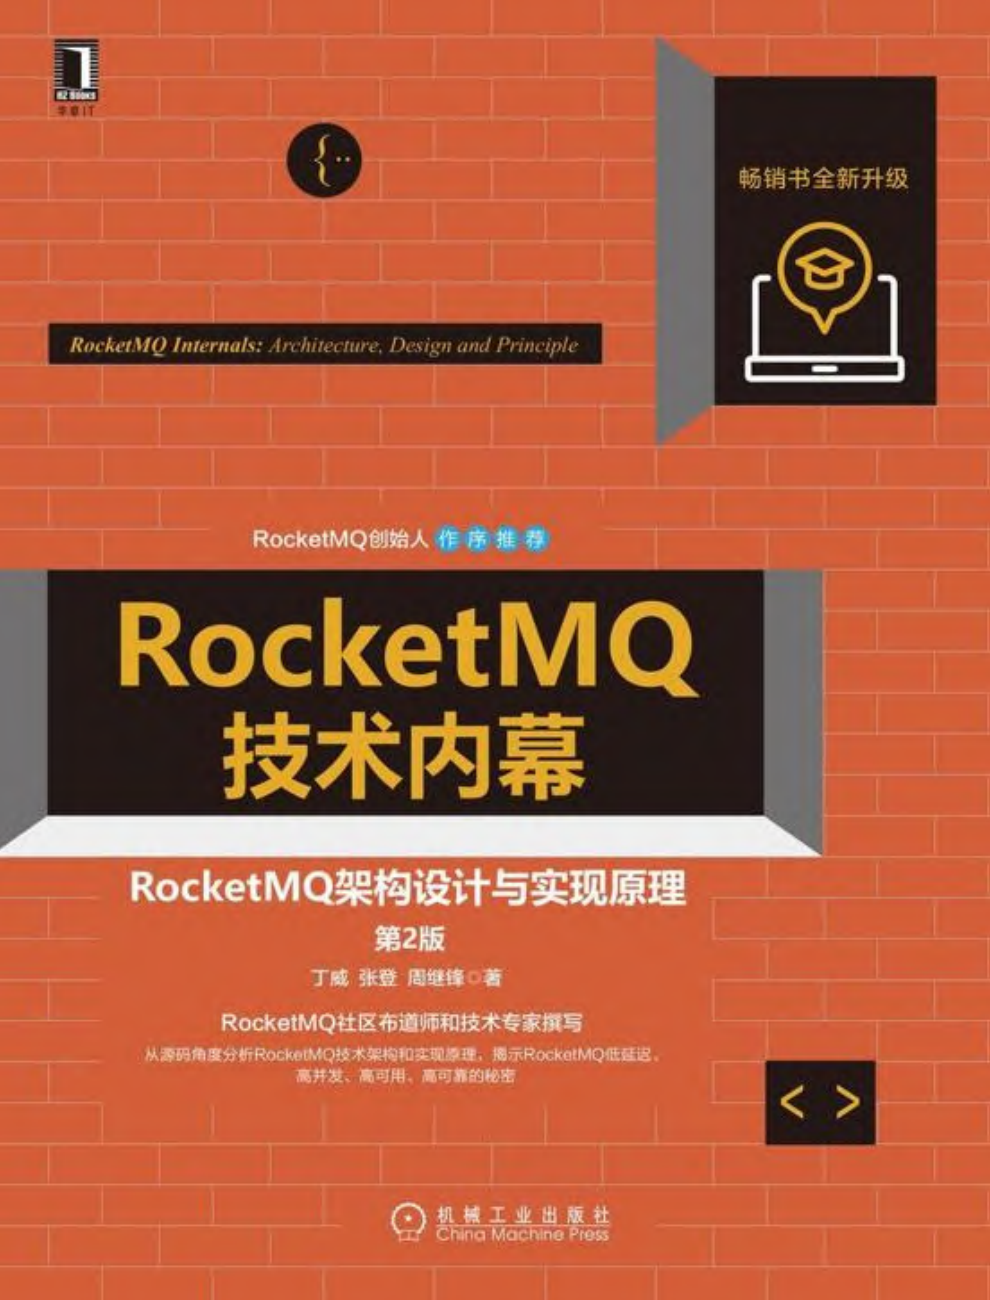 HZ Books
华章IT
{··
畅销书全新升级
RocketMQ Internals: Architecture, Design and Principle
RocketMQ创始人 作序推荐
RocketMQ
技术内幕
RocketMQ架构设计与实现原理
第2版
丁威 张登 周继锋◎著
RocketMQ社区布道师和技术专家撰写
从源码角度分析RocketMQ技术架构和实现原理，揭示RocketMQ低延迟、
高并发、高可用、高可靠的秘密
< >
机械工业出版社
China Machine Press